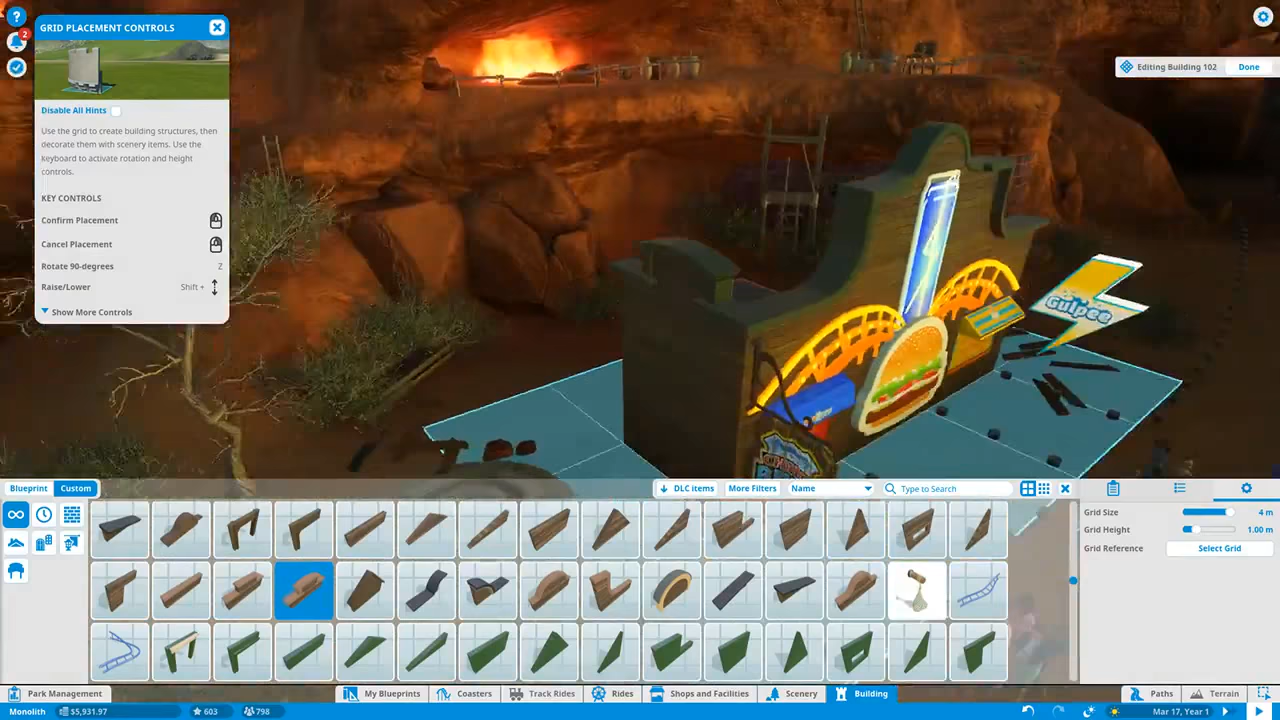 ?
2
GRID PLACEMENT CONTROLS
Disable All Hints
Use the grid to create building structures, then
decorate them with scenery items. Use the
keyboard to activate rotation and height
controls.
KEY CONTROLS
Confirm Placement
Cancel Placement
Rotate 90-degrees Z
Raise/Lower Shift +
Show More Controls
Editing Building 102 Done
Gulpee
Blueprint Custom DLC items More Filters Name Type to Search
Grid Size 4 m
Grid Height 1.00 m
Grid Reference Select Grid
Park Management My Blueprints Coasters Track Rides Rides Shops and Facilities Scenery Building Paths Terrain
Monolith $5,931.97 603 798 Mar 17, Year 1